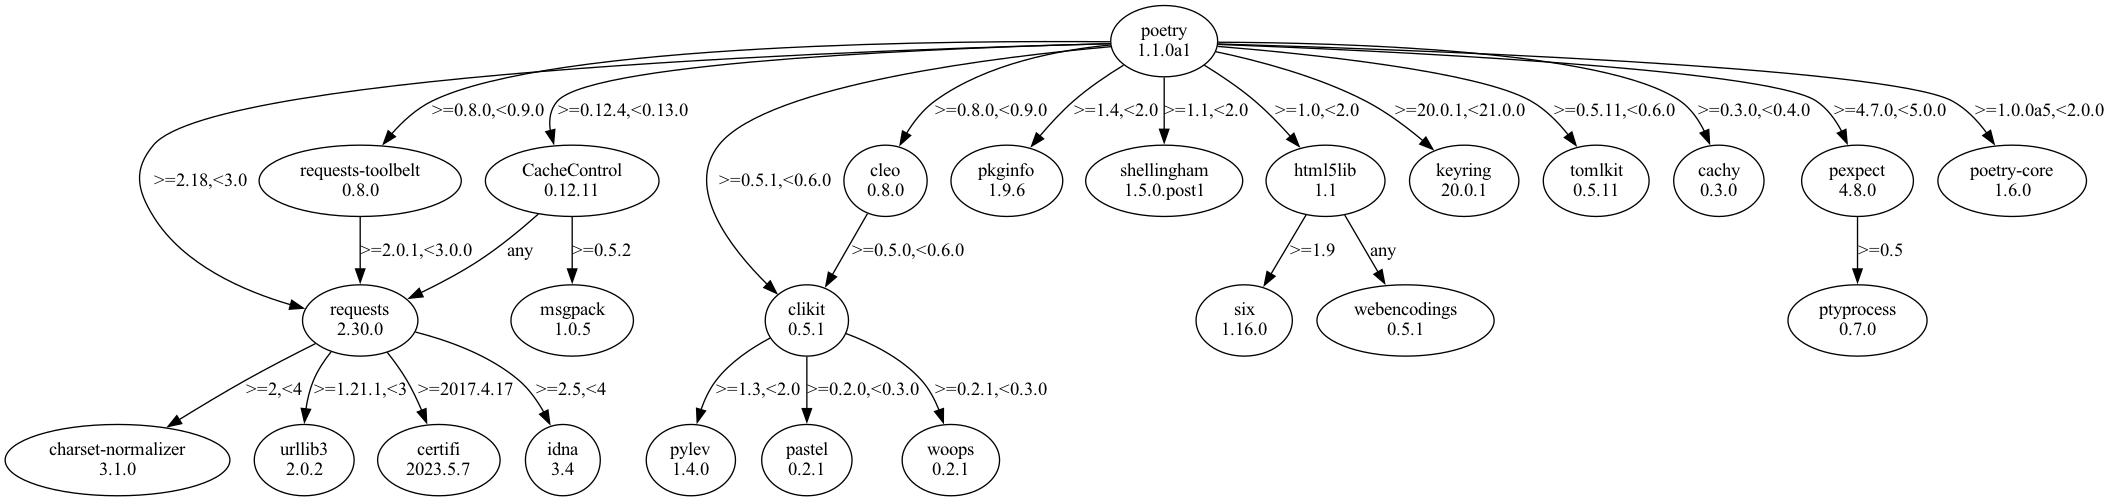 poetry
1.1.0a1
>=0.8.0,<0.9.0
>=0.12.4,<0.13.0
>=0.8.0,<0.9.0
>=1.4,<2.0
>=1.1,<2.0
>=1.0,<2.0
>=20.0.1,<21.0.0
>=0.5.11,<0.6.0
>=0.3.0,<0.4.0
>=4.7.0,<5.0.0
>=1.0.0a5,<2.0.0
>=2.18,<3.0
requests-toolbelt
0.8.0
CacheControl
0.12.11
>=0.5.1,<0.6.0
cleo
0.8.0
pkginfo
1.9.6
shellingham
1.5.0.post1
html5lib
1.1
keyring
20.0.1
tomlkit
0.5.11
cachy
0.3.0
pexpect
4.8.0
poetry-core
1.6.0
>=2.0.1,<3.0.0
any
>=0.5.2
>=0.5.0,<0.6.0
>=1.9
any
>=0.5
requests
2.30.0
msgpack
1.0.5
clikit
0.5.1
six
1.16.0
webencodings
0.5.1
ptyprocess
0.7.0
>=2,<4
>=1.21.1,<3
>=2017.4.17
>=2.5,<4
>=1.3,<2.0
>=0.2.0,<0.3.0
>=0.2.1,<0.3.0
charset-normalizer
3.1.0
urllib3
2.0.2
certifi
2023.5.7
idna
3.4
pylev
1.4.0
pastel
0.2.1
woops
0.2.1